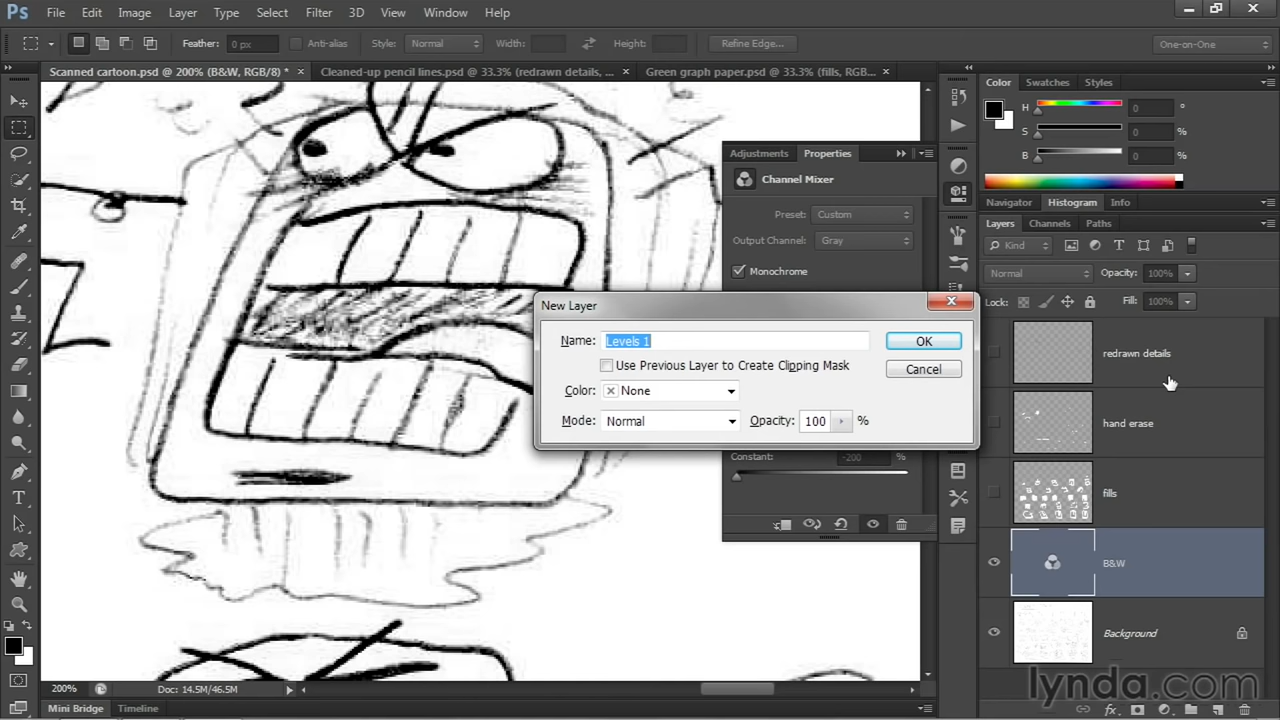 Ps File Edit Image Layer Type Select Filter 3D View Window Help
Feather: 0 px Anti-alias Style: Normal Width: Height: Refine Edge... One-on-One
Scanned cartoon.psd @ 200% (B&W, RGB/8) * × Cleaned-up pencil lines.psd @ 33.3% (redrawn details, ... × Green graph paper.psd @ 33.3% (fills, RGB... ×
Color Swatches Styles
H 0 °
S 0 %
B 0 %
Adjustments Properties
Channel Mixer
Preset: Custom
Output Channel: Gray
Monochrome
Constant: -200 %
Navigator Histogram Info
Layers Channels Paths
Kind
Normal Opacity: 100%
Lock: Fill: 100%
redrawn details
hand erase
fills
B&W
Background
New Layer
Name: Levels 1 OK
Use Previous Layer to Create Clipping Mask Cancel
Color: None
Mode: Normal Opacity: 100 %
200% Doc: 14.5M/46.5M
Mini Bridge Timeline
lynda.com
fx